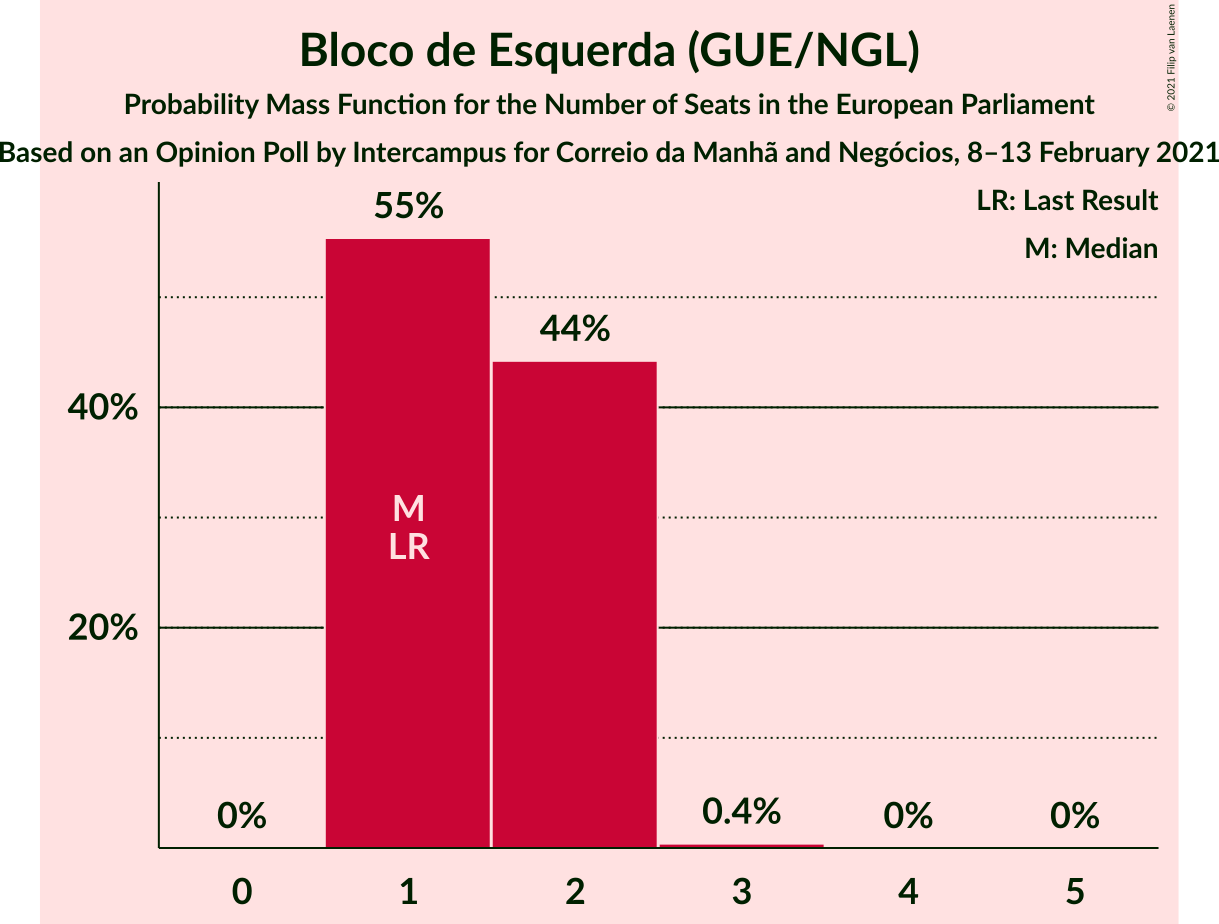 Bloco de Esquerda (GUE/NGL)
Probability Mass Function for the Number of Seats in the European Parliament
Based on an Opinion Poll by Intercampus for Correio da Manhã and Negócios, 8–13 February 2021
© 2021 Filip van Laenen
LR: Last Result
M: Median
55%
44%
40%
M
LR
20%
0%
0.4%
0%
0%
0
1
2
3
4
5